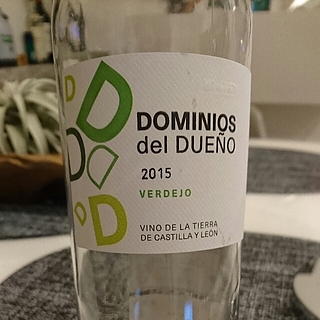 DOMINIOS
del DUEÑO
2015
VERDEJO
VINO DE LA TIERRA
DE CASTILLA Y LEÓN
D
D
D
D
D
D